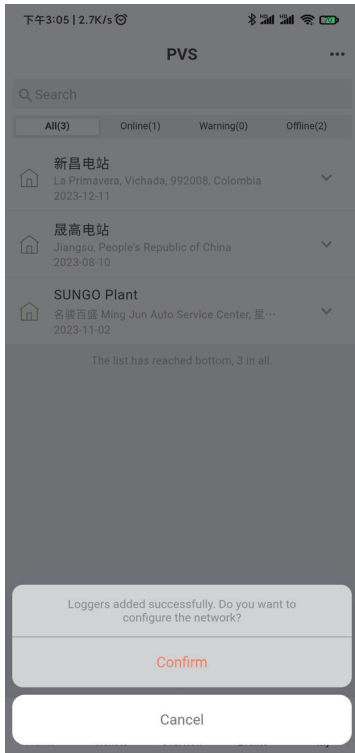 下午3:05 | 2.7K/s
PVS
Search
All(3) Online(1) Warning(0) Offline(2)
新昌电站
La Primavera, Vichada, 992008, Colombia
2023-12-11
晟高电站
Jiangsu, People's Republic of China
2023-08-10
SUNGO Plant
名骏百盛 Ming Jun Auto Service Center, 星…
2023-11-02
The list has reached bottom, 3 in all.
Loggers added successfully. Do you want to
configure the network?
Confirm
Cancel